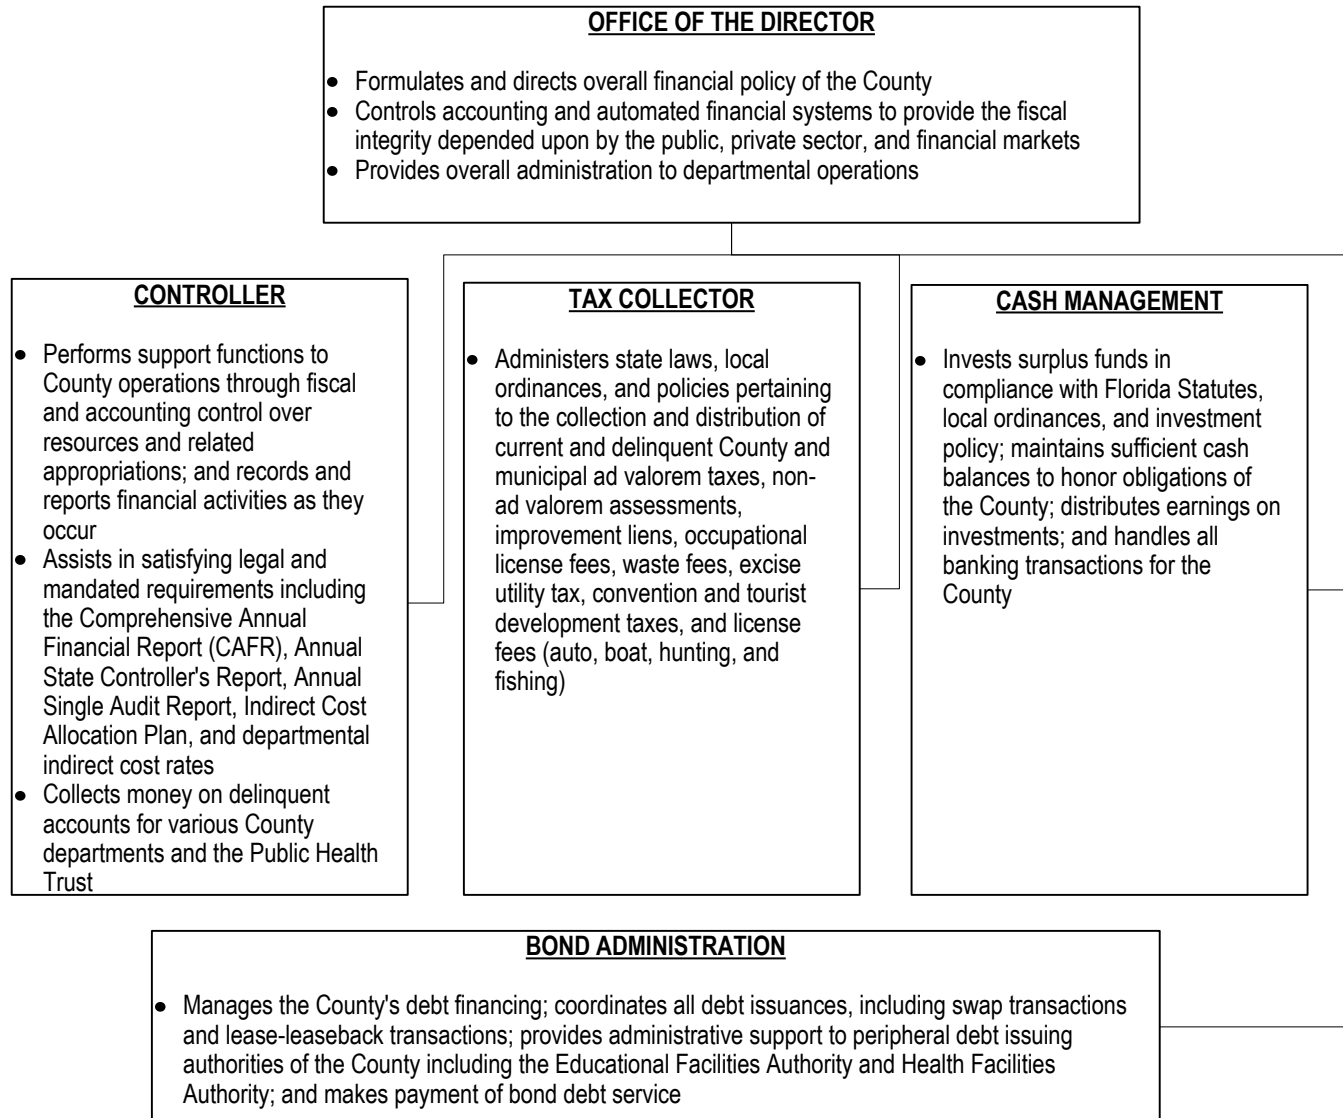 OFFICE OF THE DIRECTOR
• Formulates and directs overall financial policy of the County
• Controls accounting and automated financial systems to provide the fiscal
integrity depended upon by the public, private sector, and financial markets
• Provides overall administration to departmental operations
CONTROLLER
• Performs support functions to
County operations through fiscal
and accounting control over
resources and related
appropriations; and records and
reports financial activities as they
occur
• Assists in satisfying legal and
mandated requirements including
the Comprehensive Annual
Financial Report (CAFR), Annual
State Controller's Report, Annual
Single Audit Report, Indirect Cost
Allocation Plan, and departmental
indirect cost rates
• Collects money on delinquent
accounts for various County
departments and the Public Health
Trust
TAX COLLECTOR
• Administers state laws, local
ordinances, and policies pertaining
to the collection and distribution of
current and delinquent County and
municipal ad valorem taxes, non-
ad valorem assessments,
improvement liens, occupational
license fees, waste fees, excise
utility tax, convention and tourist
development taxes, and license
fees (auto, boat, hunting, and
fishing)
CASH MANAGEMENT
• Invests surplus funds in
compliance with Florida Statutes,
local ordinances, and investment
policy; maintains sufficient cash
balances to honor obligations of
the County; distributes earnings on
investments; and handles all
banking transactions for the
County
BOND ADMINISTRATION
• Manages the County's debt financing; coordinates all debt issuances, including swap transactions
and lease-leaseback transactions; provides administrative support to peripheral debt issuing
authorities of the County including the Educational Facilities Authority and Health Facilities
Authority; and makes payment of bond debt service